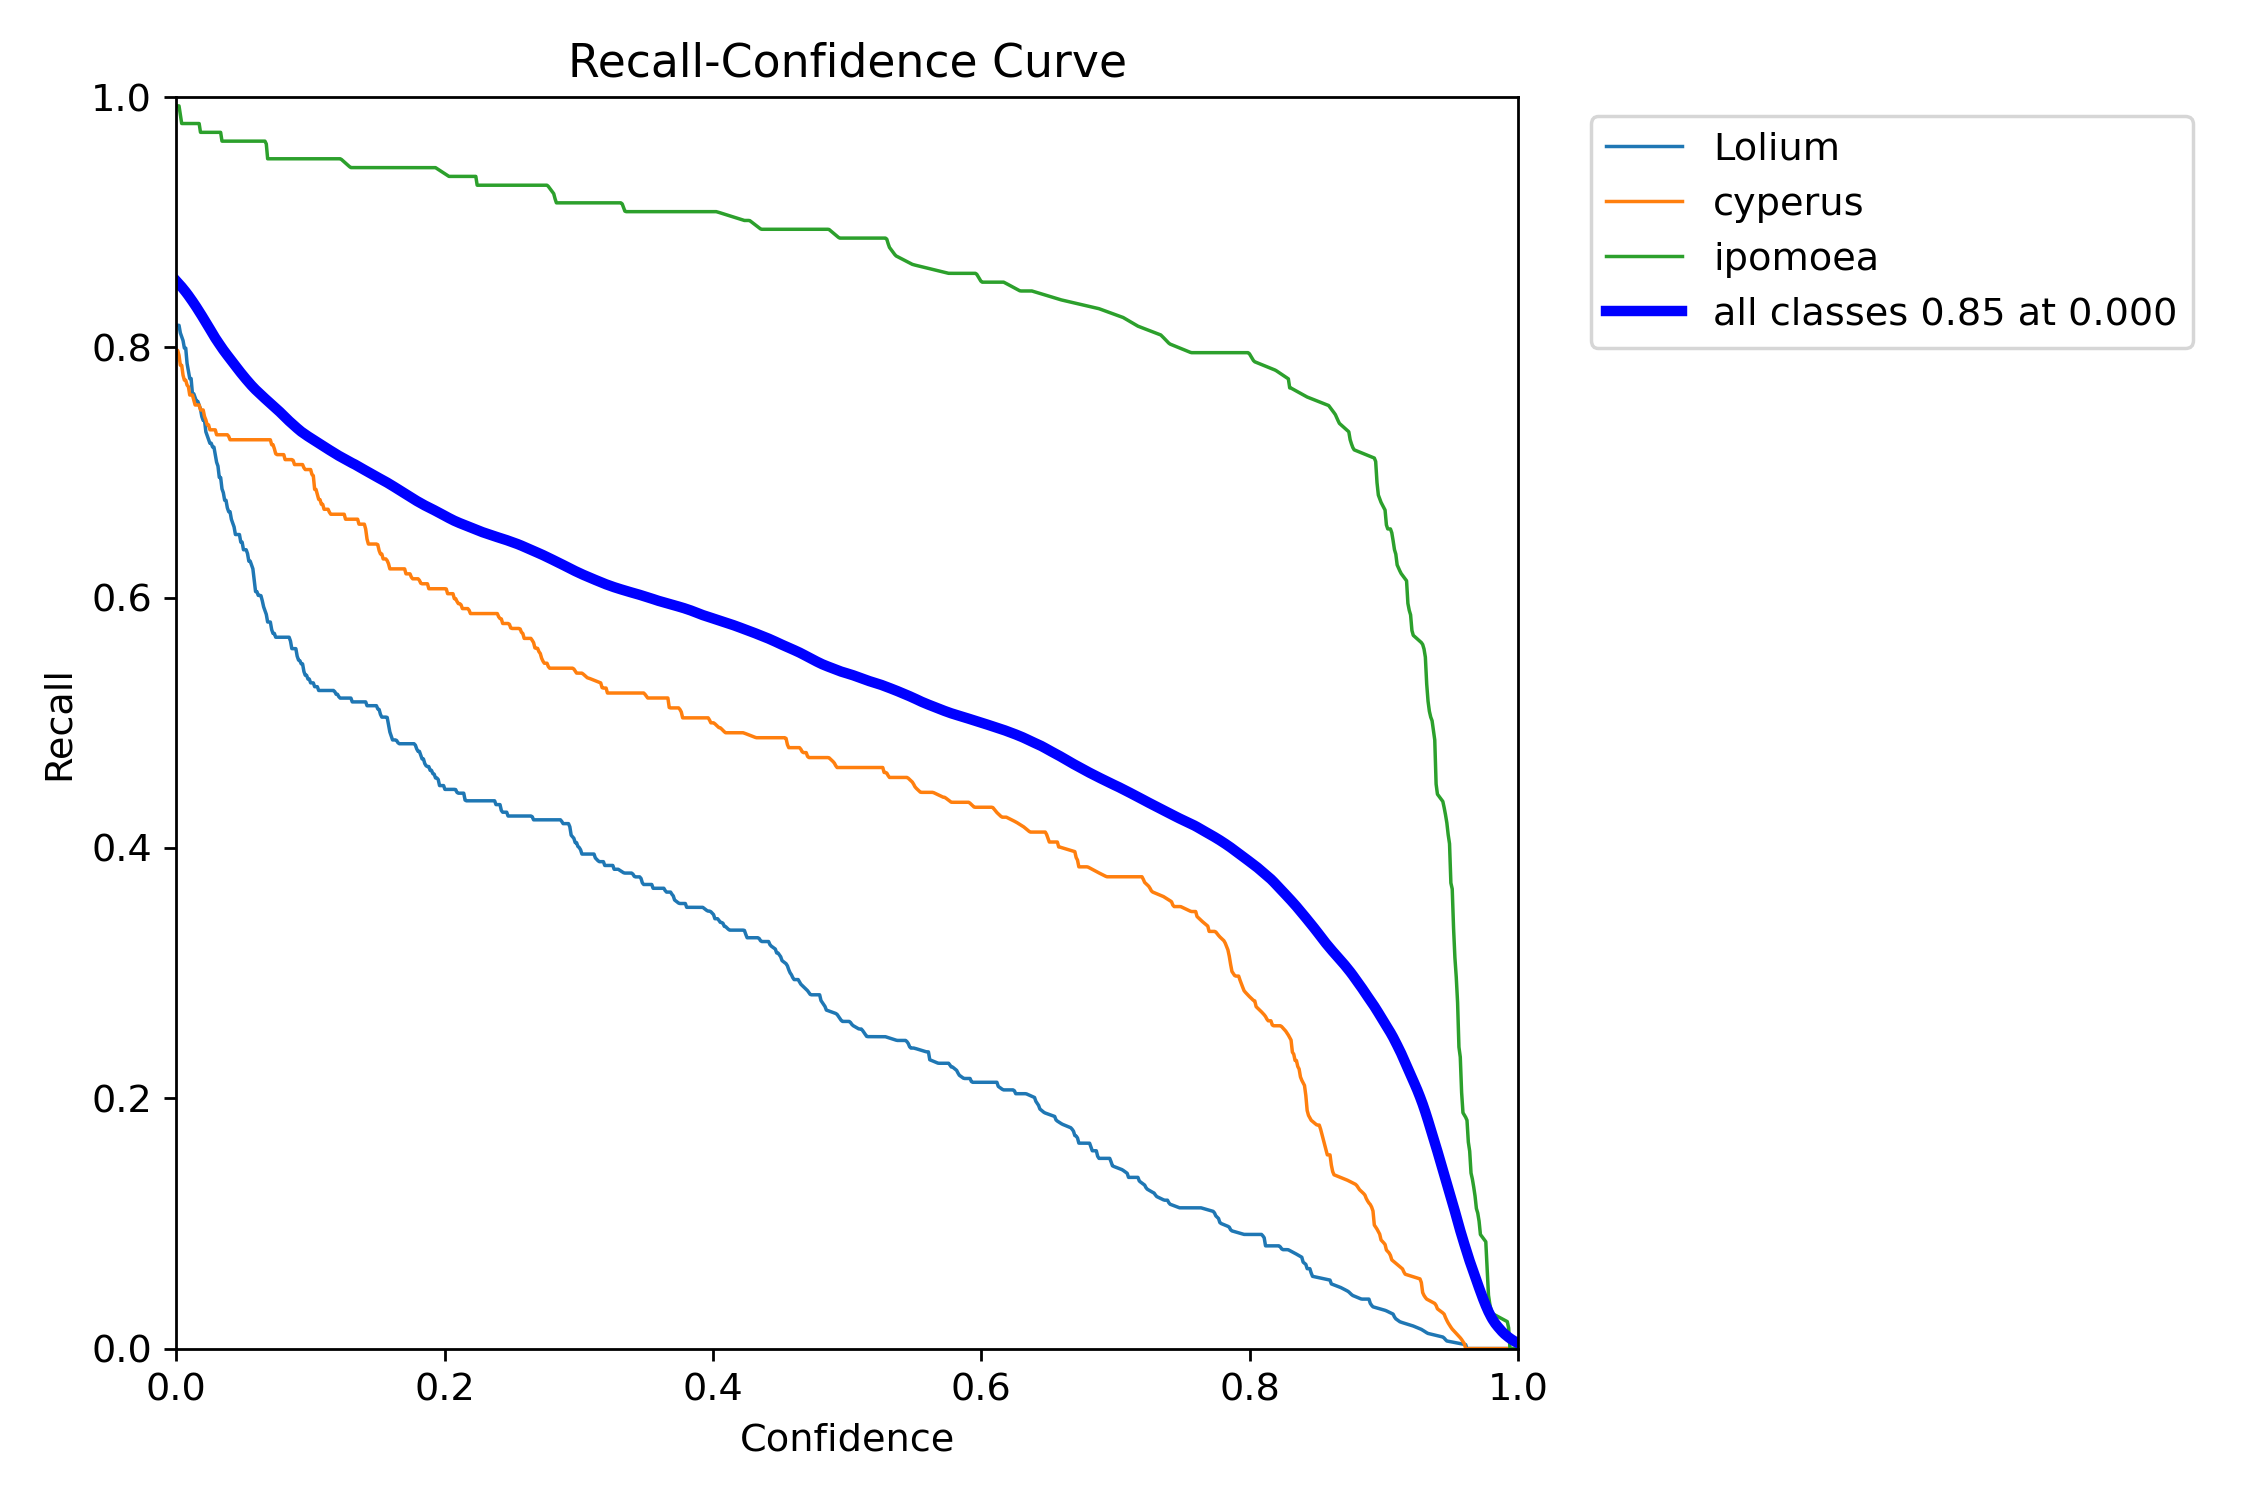 Recall-Confidence Curve
Lolium
cyperus
ipomoea
all classes 0.85 at 0.000
1.0
0.8
0.6
0.4
0.2
0.0
Recall
0.0 0.2 0.4 0.6 0.8 1.0
Confidence